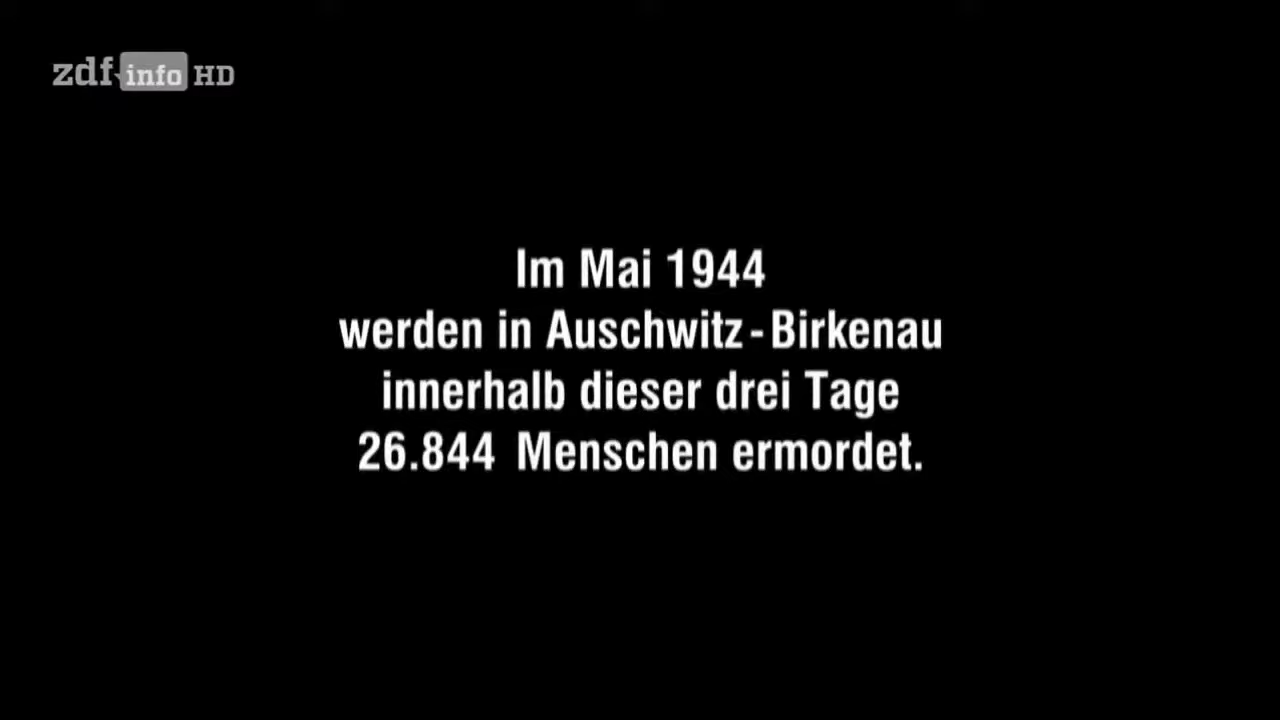 zdf info HD
Im Mai 1944
werden in Auschwitz-Birkenau
innerhalb dieser drei Tage
26.844 Menschen ermordet.